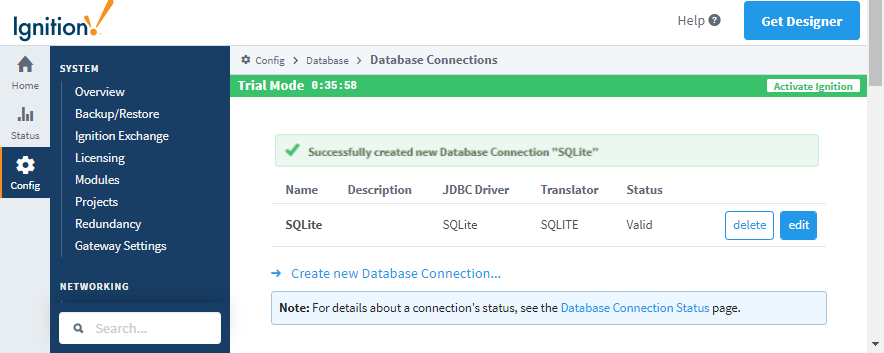 Ignition!
Help ?
Get Designer
Home
Status
Config
SYSTEM
Overview
Backup/Restore
Ignition Exchange
Licensing
Modules
Projects
Redundancy
Gateway Settings
NETWORKING
Search...
Config > Database > Database Connections
Trial Mode 0:35:58 Activate Ignition
Successfully created new Database Connection "SQLite"
Name Description JDBC Driver Translator Status
SQLite SQLite SQLITE Valid delete edit
Create new Database Connection...
Note: For details about a connection's status, see the Database Connection Status page.